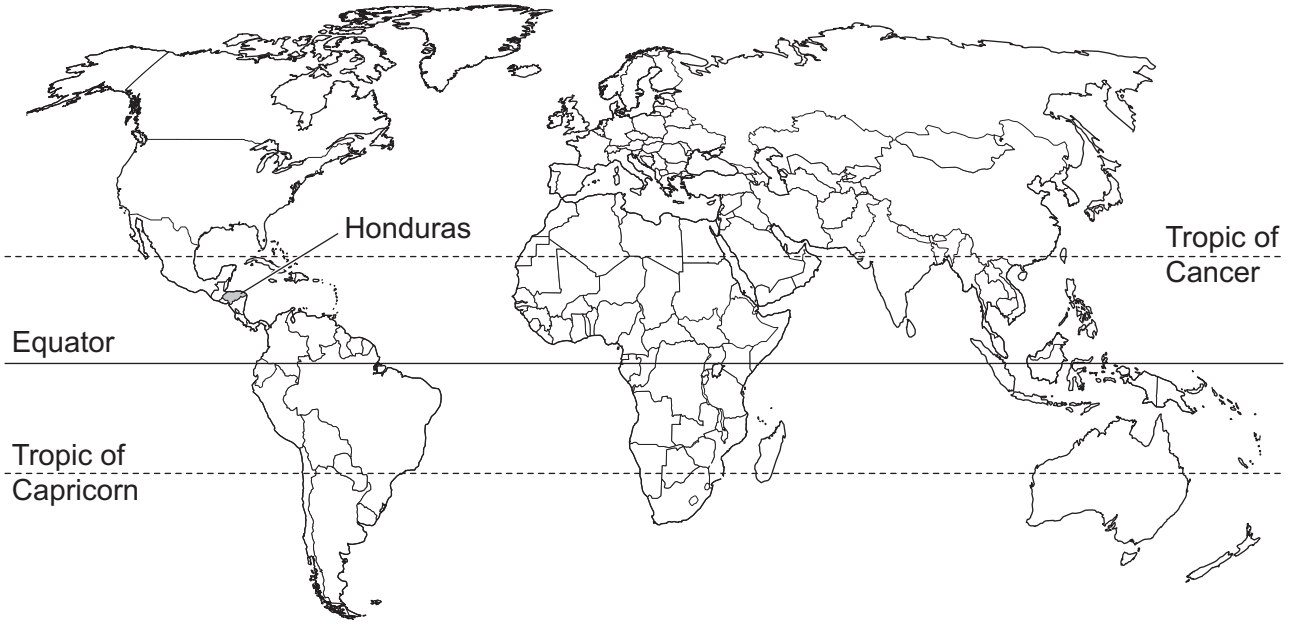 Honduras
Tropic of
Cancer
Equator
Tropic of
Capricorn